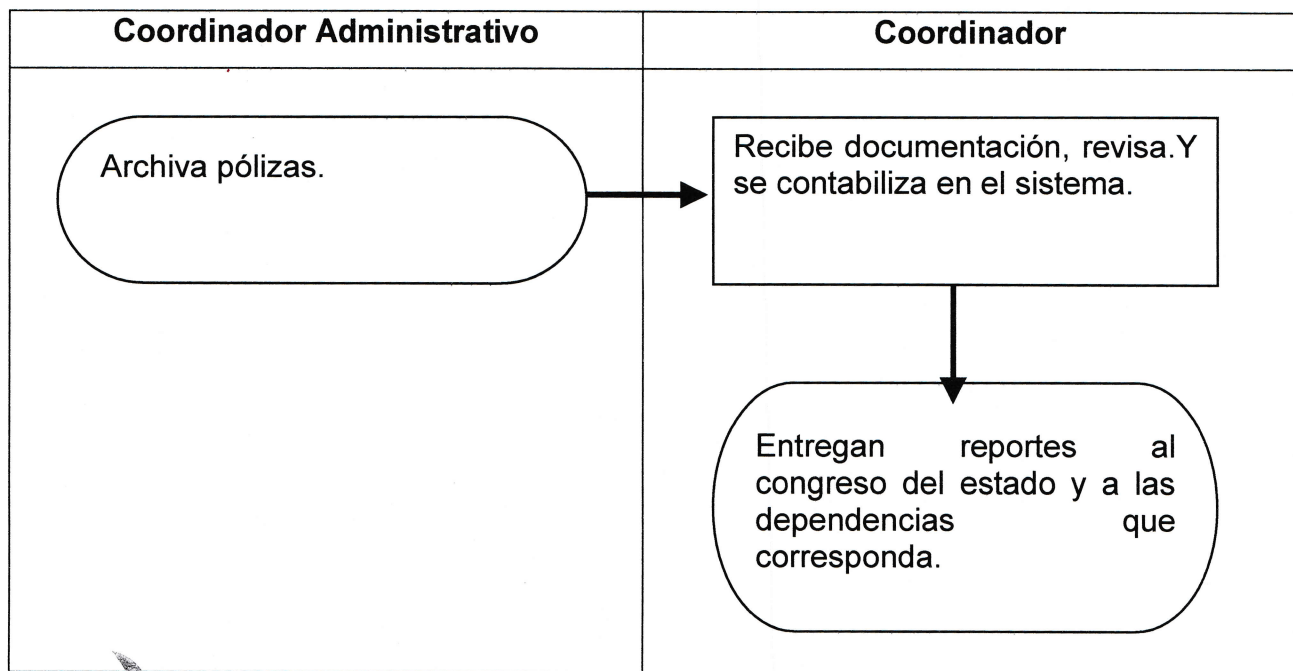 Coordinador Administrativo
Coordinador
Archiva pólizas.
Recibe documentación, revisa.Y
se contabiliza en el sistema.
Entregan reportes al
congreso del estado y a las
dependencias que
corresponda.